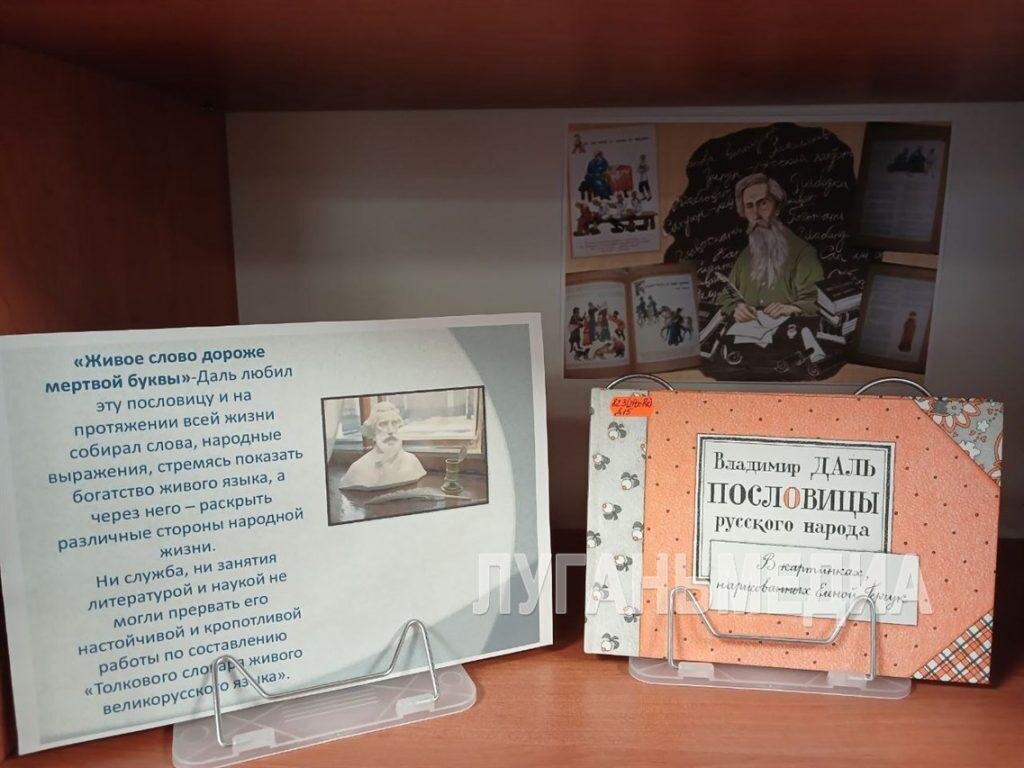 «Живое слово дороже
мертвой буквы»-Даль любил
эту пословицу и на
протяжении всей жизни
собирал слова, народные
выражения, стремясь показать
богатство живого языка, а
через него – раскрыть
различные стороны народной
жизни.
Ни служба, ни занятия
литературой и наукой не
могли прервать его
настойчивой и кропотливой
работы по составлению
«Толкового словаря живого
великорусского языка».
Владимир ДАЛЬ
ПОСЛОВИЦЫ
русского народа
В картинках,
нарисованных Еленой
ЛУГАНЬМЕДИА